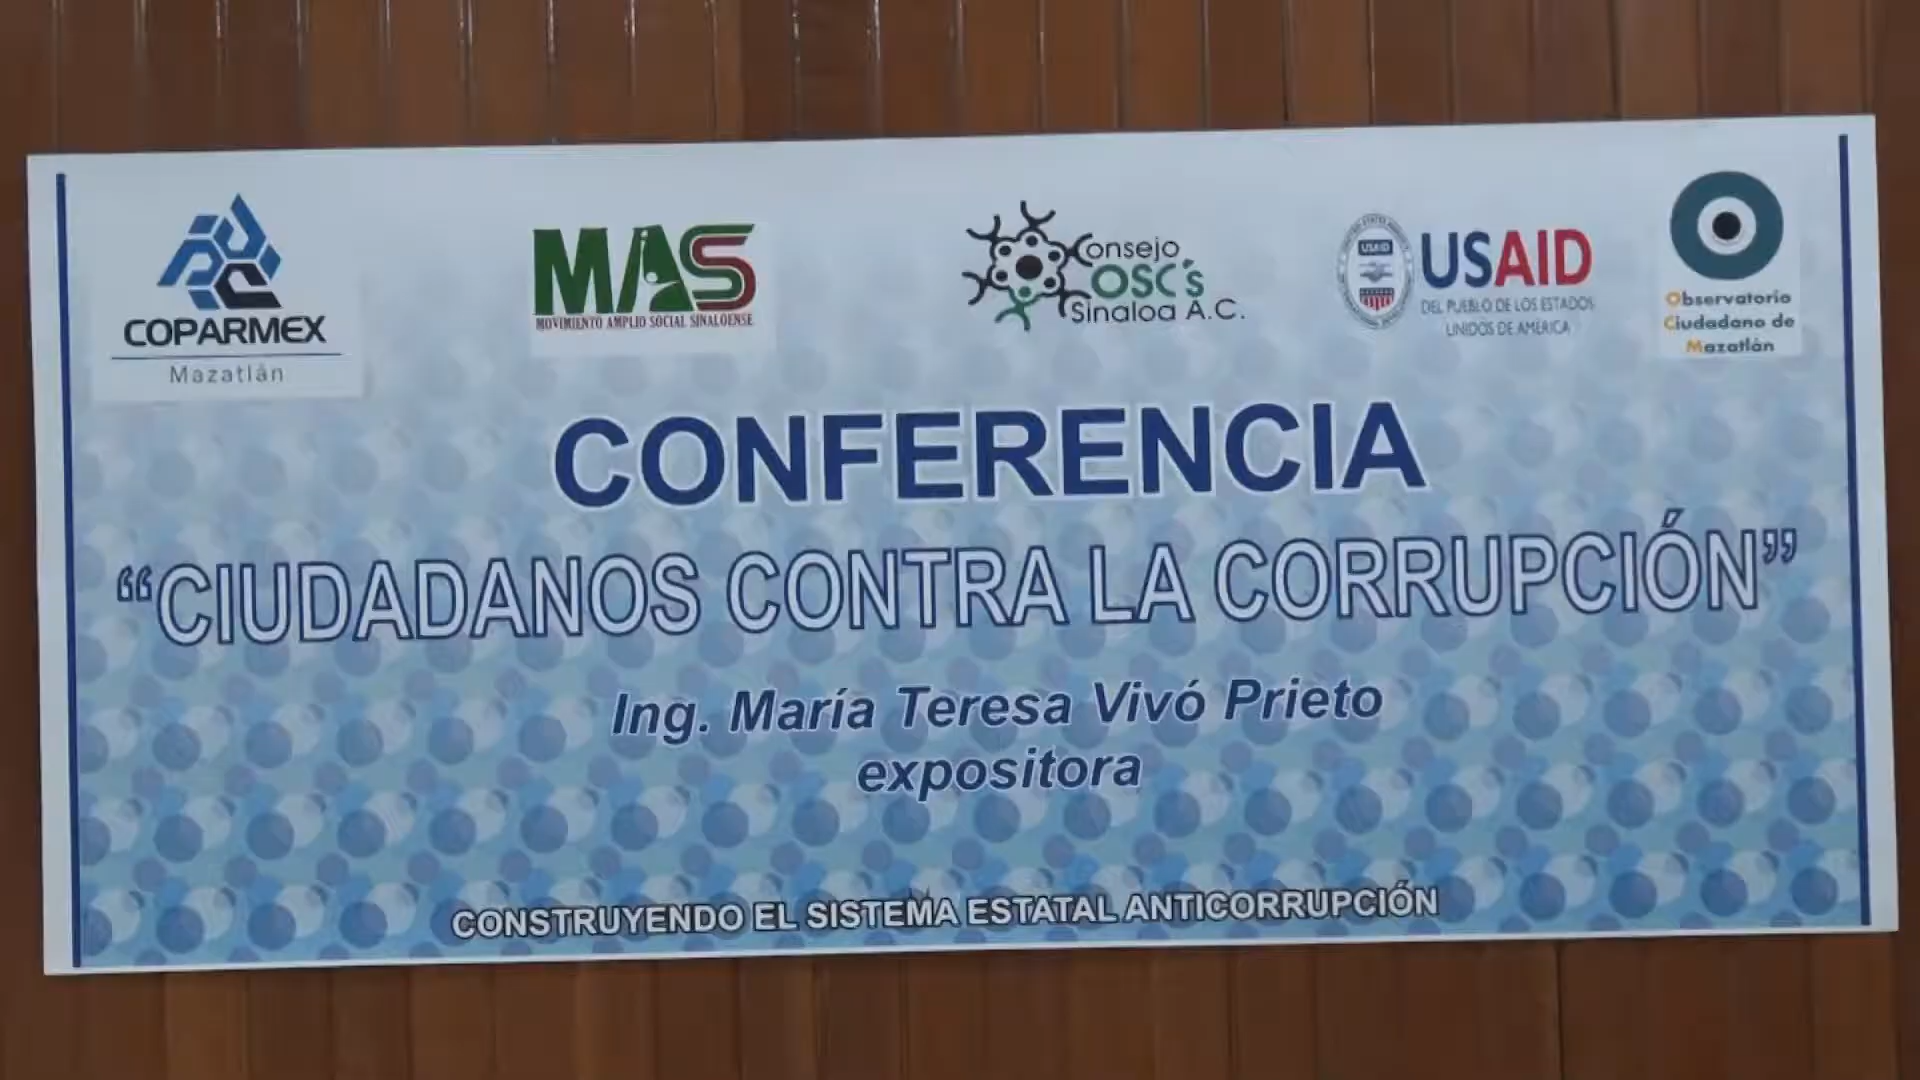 COPARMEX
Mazatlán
MAS
MOVIMIENTO AMPLIO SOCIAL SINALOENSE
Consejo
OSC's
Sinaloa A.C.
USAID
USAID
DEL PUEBLO DE LOS ESTADOS
UNIDOS DE AMÉRICA
Observatorio
Ciudadano de
Mazatlán
CONFERENCIA
“CIUDADANOS CONTRA LA CORRUPCIÓN”
Ing. María Teresa Vivó Prieto
expositora
CONSTRUYENDO EL SISTEMA ESTATAL ANTICORRUPCIÓN